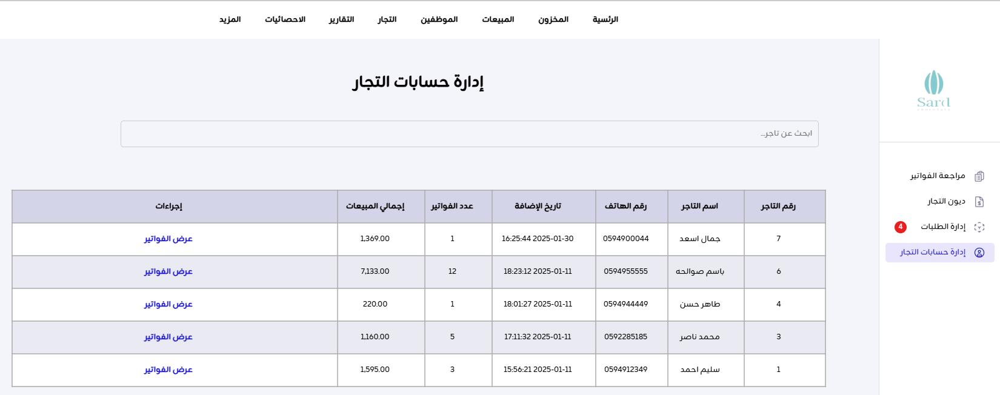 الرئسية المخزون المبيعات الموظفين التجار التقارير الاحصائيات المزيد
Sard
مراجعة الفواتير
ديون التجار
إدارة الطلبات 4
إدارة حسابات التجار
إدارة حسابات التجار
ابحث عن تاجر...
رقم التاجر اسم التاجر رقم الهاتف تاريخ الإضافة عدد الفواتير إجمالي المبيعات إجراءات
7 جمال اسعد 0594900044 2025-01-30 16:25:44 1 1,369.00 عرض الفواتير
6 باسم صوالحه 0594955555 2025-01-11 18:23:12 12 7,133.00 عرض الفواتير
4 طاهر حسن 0594944449 2025-01-11 18:01:27 1 220.00 عرض الفواتير
3 محمد ناصر 0592285185 2025-01-11 17:11:32 5 1,160.00 عرض الفواتير
1 سليم احمد 0594912349 2025-01-11 15:56:21 3 1,595.00 عرض الفواتير